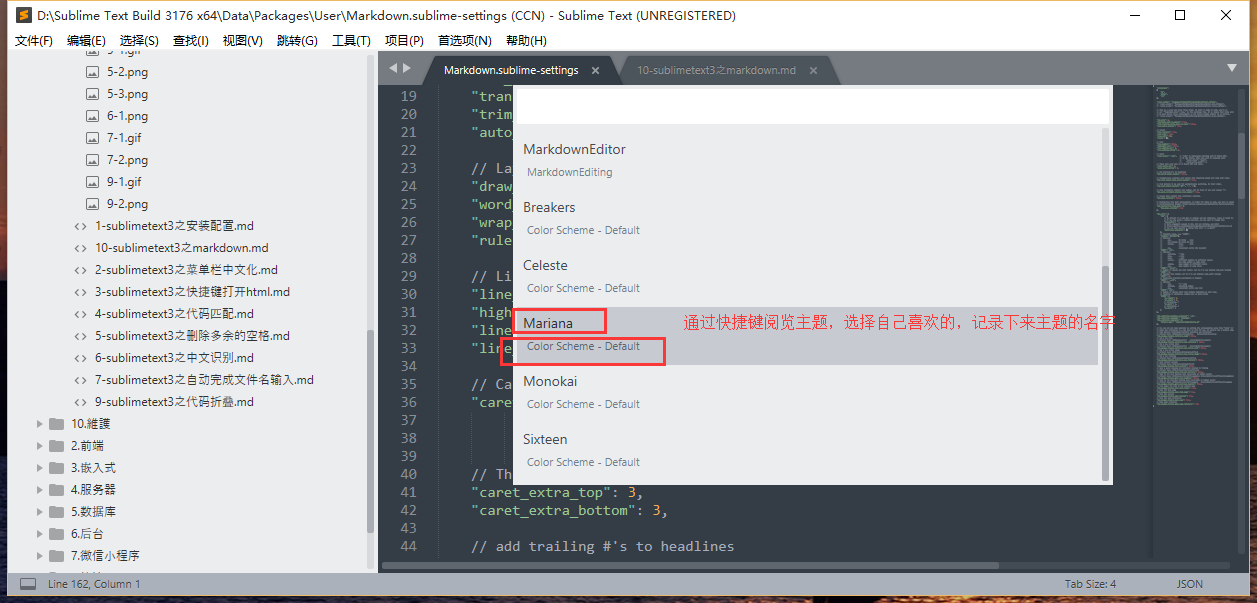 D:\Sublime Text Build 3176 x64\Data\Packages\User\Markdown.sublime-settings (CCN) - Sublime Text (UNREGISTERED)
文件(F) 编辑(E) 选择(S) 查找(I) 视图(V) 跳转(G) 工具(T) 项目(P) 首选项(N) 帮助(H)
5-2.png
5-3.png
6-1.png
7-1.gif
7-2.png
9-1.gif
9-2.png
1-sublimetext3之安装配置.md
10-sublimetext3之markdown.md
2-sublimetext3之菜单栏中文化.md
3-sublimetext3之快捷键打开html.md
4-sublimetext3之代码匹配.md
5-sublimetext3之删除多余的空格.md
6-sublimetext3之中文识别.md
7-sublimetext3之自动完成文件名输入.md
9-sublimetext3之代码折叠.md
10.維護
2.前端
3.嵌入式
4.服务器
5.数据库
6.后台
7.微信小程序
Markdown.sublime-settings × 10-sublimetext3之markdown.md ×
19 "tran
20 "trim
21 "auto
22
23 // La
24 "draw
25 "word
26 "wrap
27 "rule
28
29 // Li
30 "line
31 "high
32 "line
33 "line
34
35 // Ca
36 "care
37
38
39
40 // Th
41 "caret_extra_top": 3,
42 "caret_extra_bottom": 3,
43
44 // add trailing #'s to headlines
MarkdownEditor
MarkdownEditing
Breakers
Color Scheme - Default
Celeste
Color Scheme - Default
Mariana
Color Scheme - Default
通过快捷键阅览主题，选择自己喜欢的，记录下来主题的名字
Monokai
Color Scheme - Default
Sixteen
Color Scheme - Default
Line 162, Column 1
Tab Size: 4
JSON